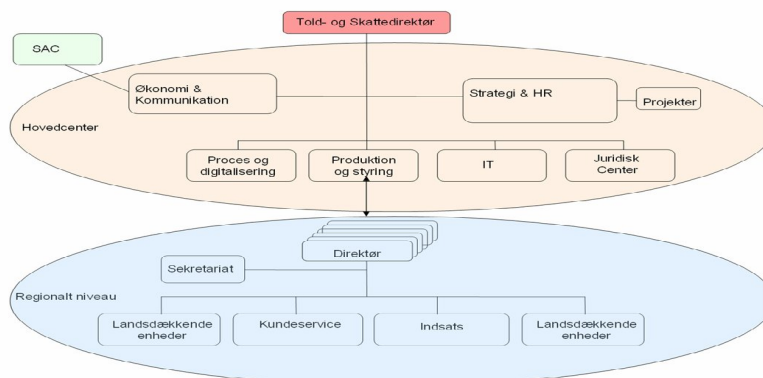 Told- og Skattedirektør
SAC
Økonomi &
Kommunikation
Strategi & HR
Projekter
Hovedcenter
Proces og
digitalisering
Produktion
og styring
IT
Juridisk
Center
Direktør
Sekretariat
Regionalt niveau
Landsdækkende
enheder
Kundeservice
Indsats
Landsdækkende
enheder